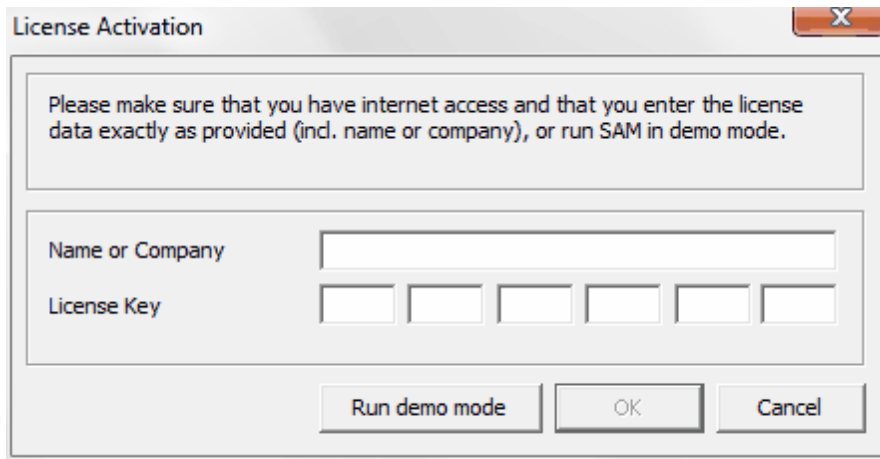 License Activation
X
Please make sure that you have internet access and that you enter the license
data exactly as provided (incl. name or company), or run SAM in demo mode.
Name or Company
License Key
Run demo mode OK Cancel